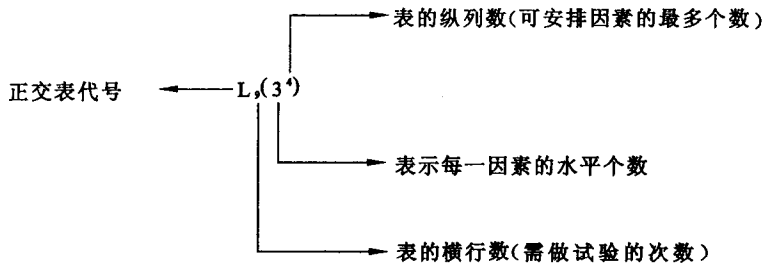 表的纵列数(可安排因素的最多个数)
正交表代号
L₉(3⁴)
表示每一因素的水平个数
表的横行数(需做试验的次数)